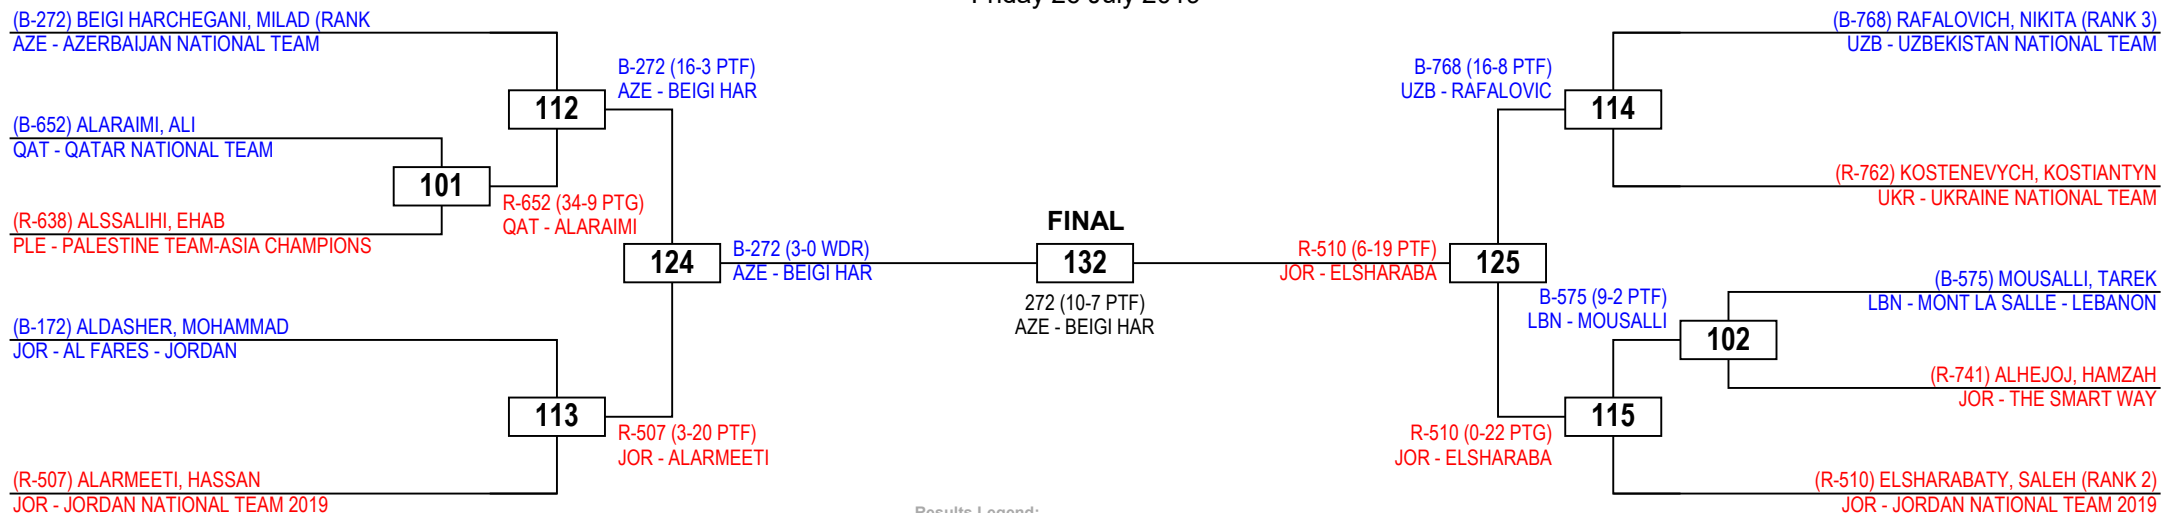 (B-272) BEIGI HARCHEGANI, MILAD (RANK
AZE - AZERBAIJAN NATIONAL TEAM
B-272 (16-3 PTF)
AZE - BEIGI HAR
112
(B-652) ALARAIMI, ALI
QAT - QATAR NATIONAL TEAM
101
R-652 (34-9 PTG)
QAT - ALARAIMI
(R-638) ALSSALIHI, EHAB
PLE - PALESTINE TEAM-ASIA CHAMPIONS
124
B-272 (3-0 WDR)
AZE - BEIGI HAR
(B-172) ALDASHER, MOHAMMAD
JOR - AL FARES - JORDAN
113
R-507 (3-20 PTF)
JOR - ALARMEETI
(R-507) ALARMEETI, HASSAN
JOR - JORDAN NATIONAL TEAM 2019
FINAL
132
272 (10-7 PTF)
AZE - BEIGI HAR
(B-768) RAFALOVICH, NIKITA (RANK 3)
UZB - UZBEKISTAN NATIONAL TEAM
B-768 (16-8 PTF)
UZB - RAFALOVIC
114
(R-762) KOSTENEVYCH, KOSTIANTYN
UKR - UKRAINE NATIONAL TEAM
R-510 (6-19 PTF)
JOR - ELSHARABA
125
(B-575) MOUSALLI, TAREK
LBN - MONT LA SALLE - LEBANON
B-575 (9-2 PTF)
LBN - MOUSALLI
102
(R-741) ALHEJOJ, HAMZAH
JOR - THE SMART WAY
115
R-510 (0-22 PTG)
JOR - ELSHARABA
(R-510) ELSHARABATY, SALEH (RANK 2)
JOR - JORDAN NATIONAL TEAM 2019
Results Legend: